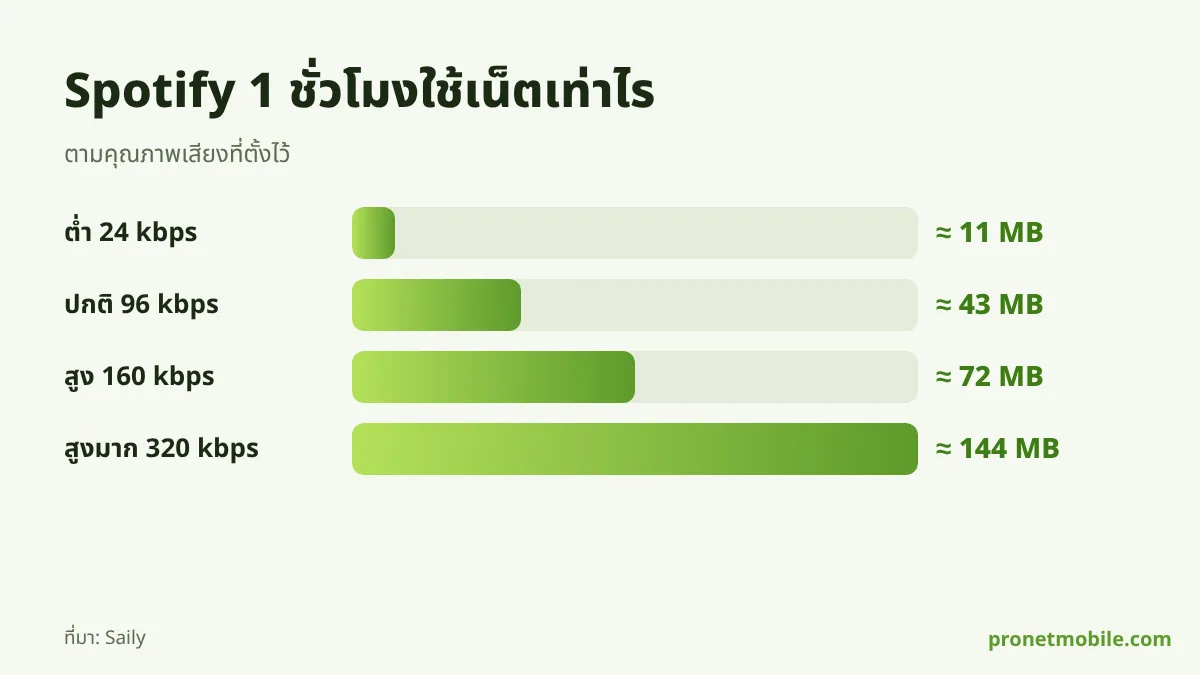 Spotify 1 ชั่วโมงใช้เน็ตเท่าไร
ตามคุณภาพเสียงที่ตั้งไว้
ต่ำ 24 kbps ≈ 11 MB
ปกติ 96 kbps ≈ 43 MB
สูง 160 kbps ≈ 72 MB
สูงมาก 320 kbps ≈ 144 MB
ที่มา: Saily
pronetmobile.com